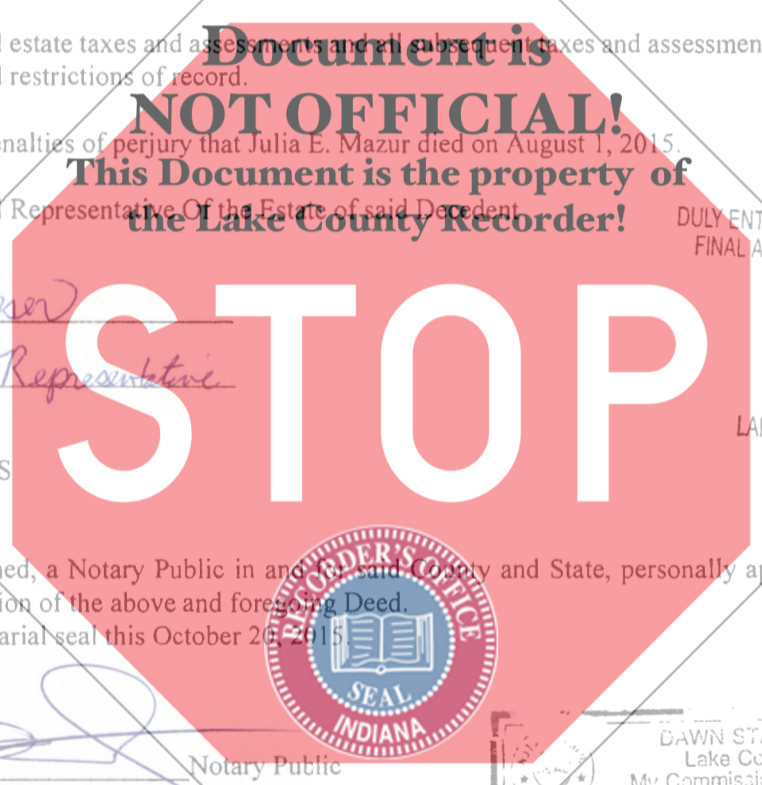 estate taxes and assessments and all subsequent taxes and assessmen
Document is
restrictions of record.
NOT OFFICIAL!
enalties of perjury that Julia E. Mazur died on August 1, 2015.
This Document is the property of
Representative Of the Estate of said Decedent.
the Lake County Recorder!
DULY ENT
FINAL A
STOP
Representative
LA
S
ned, a Notary Public in and for said County and State, personally ap
ion of the above and foregoing Deed.
arial seal this October 20, 2015.
RECORDER'S OFFICE
SEAL
INDIANA
Notary Public
DAWN STA
Lake Co
My Commissi